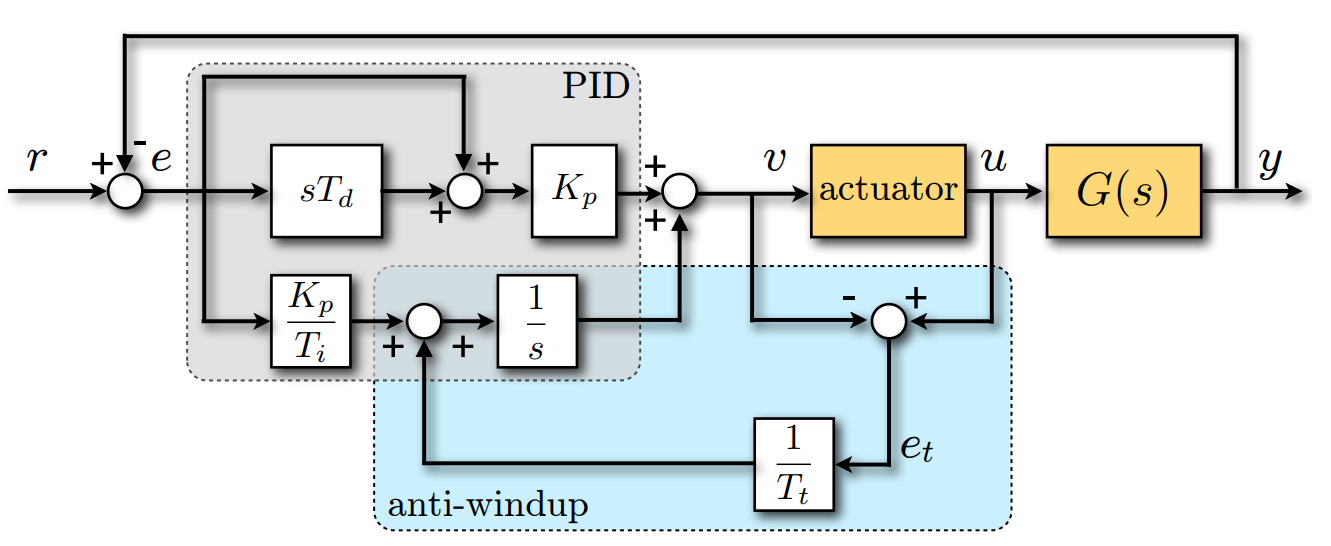 PID
r + - e
sT_d
+
+
K_p
+
+
v
actuator
u
G(s)
y
K_p
T_i
+
+
1
s
-
+
1
T_t
e_t
anti-windup